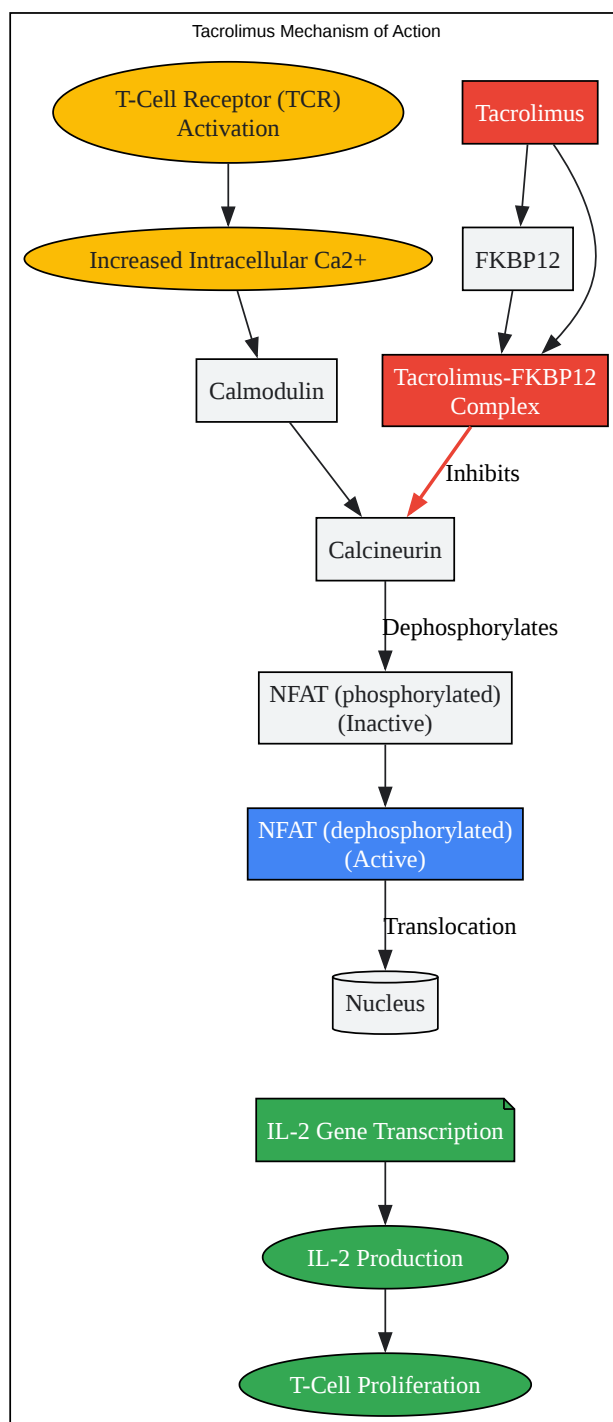 Tacrolimus Mechanism of Action
T-Cell Receptor (TCR)
Activation
Tacrolimus
Increased Intracellular Ca2+
FKBP12
Calmodulin
Tacrolimus-FKBP12
Complex
Inhibits
Calcineurin
Dephosphorylates
NFAT (phosphorylated)
(Inactive)
NFAT (dephosphorylated)
(Active)
Translocation
Nucleus
IL-2 Gene Transcription
IL-2 Production
T-Cell Proliferation